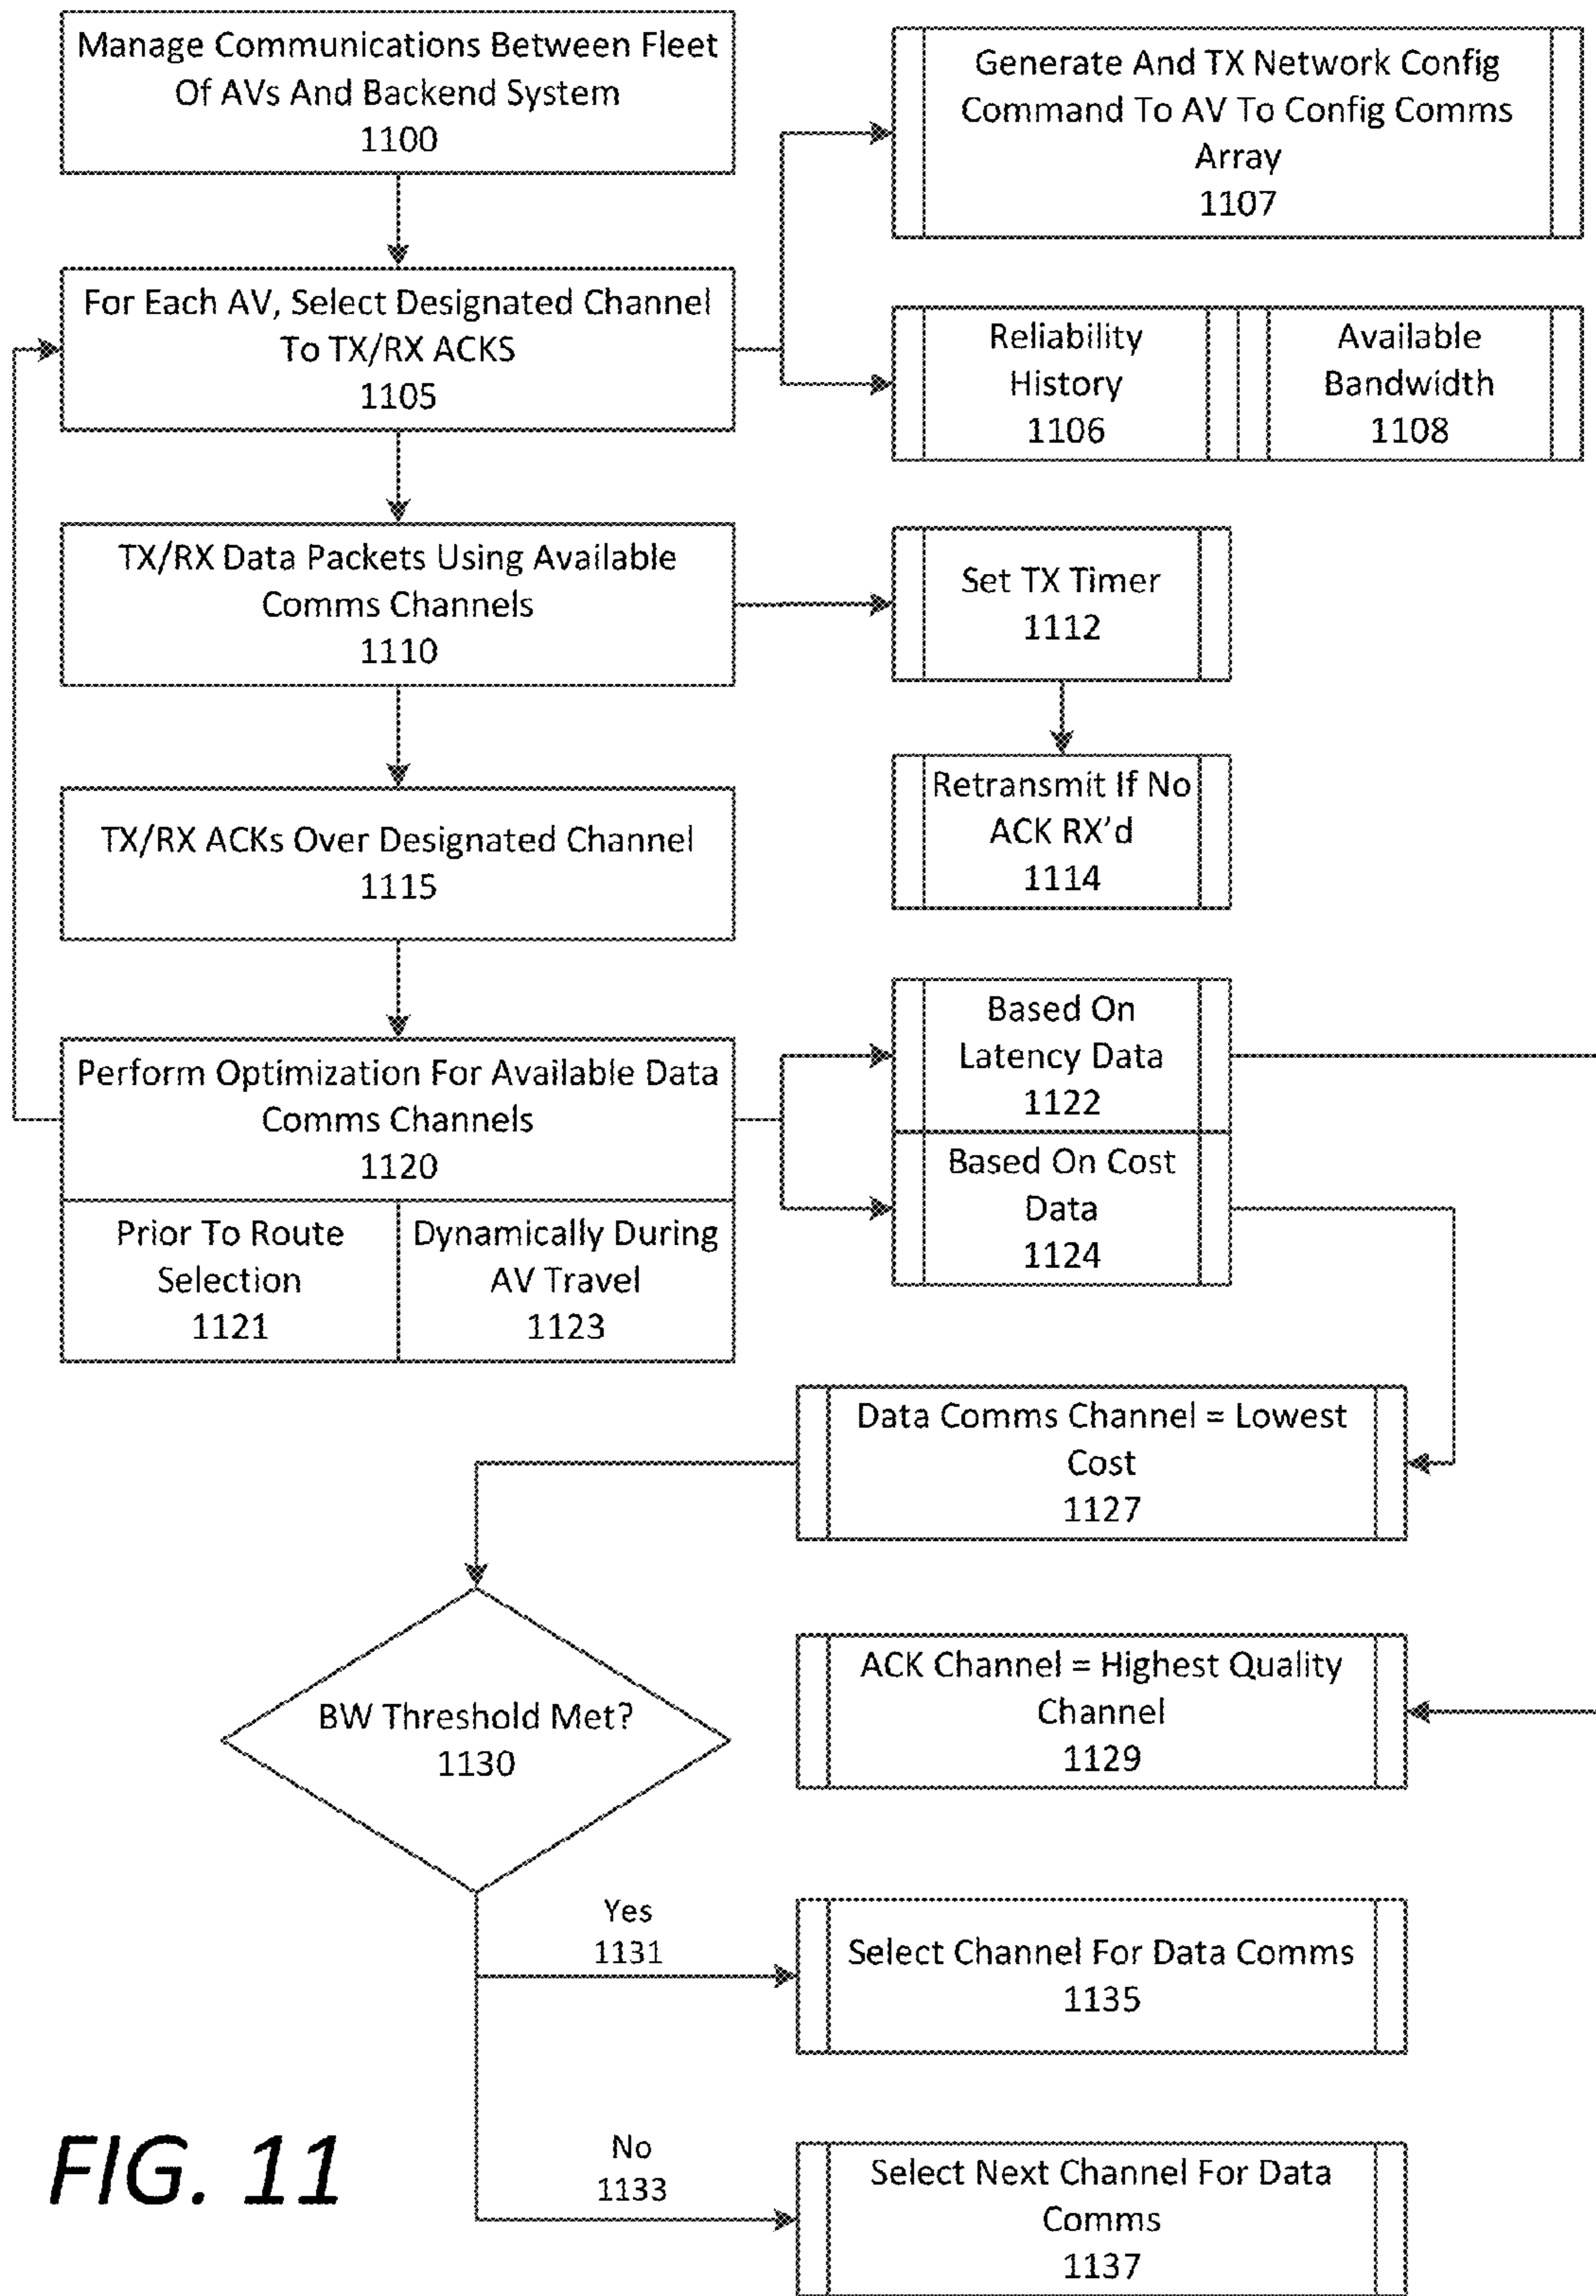 Manage Communications Between Fleet
Of AVs And Backend System
1100
Generate And TX Network Config
Command To AV To Config Comms
Array
1107
For Each AV, Select Designated Channel
To TX/RX ACKS
1105
Reliability
History
1106
Available
Bandwidth
1108
TX/RX Data Packets Using Available
Comms Channels
1110
Set TX Timer
1112
Retransmit If No
ACK RX'd
1114
TX/RX ACKs Over Designated Channel
1115
Perform Optimization For Available Data
Comms Channels
1120
Prior To Route
Selection
1121
Dynamically During
AV Travel
1123
Based On
Latency Data
1122
Based On Cost
Data
1124
Data Comms Channel = Lowest
Cost
1127
BW Threshold Met?
1130
ACK Channel = Highest Quality
Channel
1129
Yes
1131
Select Channel For Data Comms
1135
No
1133
Select Next Channel For Data
Comms
1137
FIG. 11